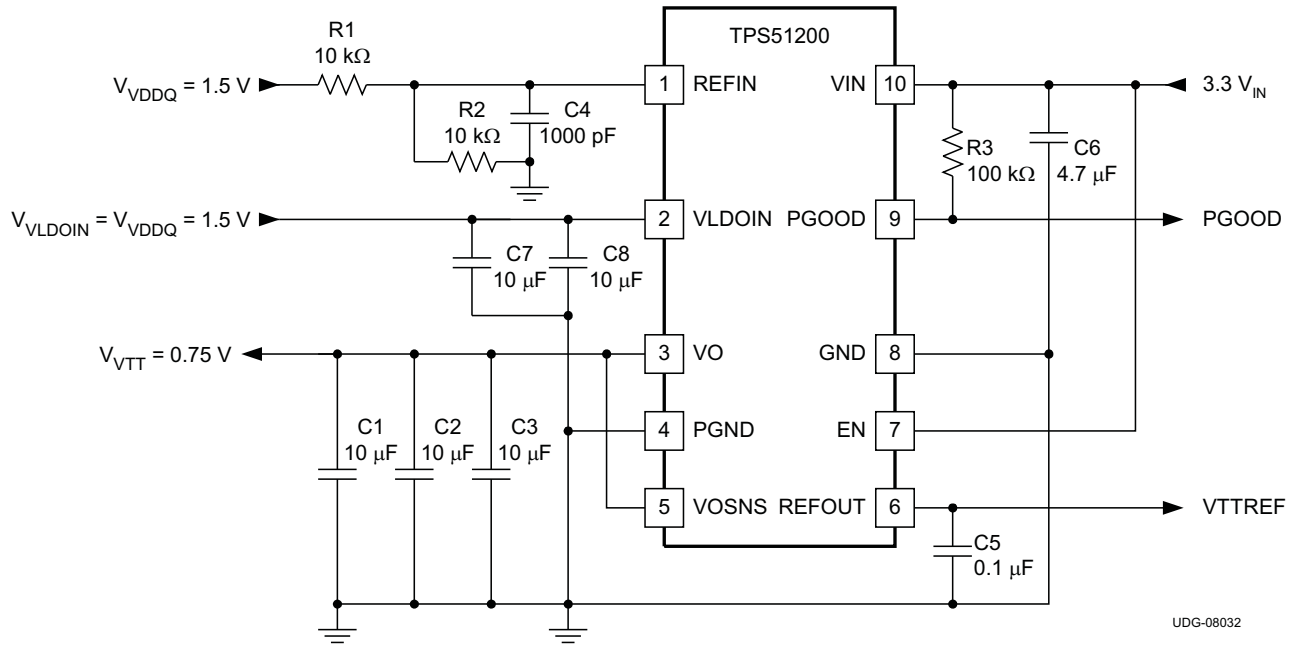 TPS51200
R1
10 kΩ
V_VDDQ = 1.5 V
1 REFIN
VIN 10
3.3 V_IN
R2
10 kΩ
C4
1000 pF
R3
100 kΩ
C6
4.7 μF
V_VLDOIN = V_VDDQ = 1.5 V
2 VLDOIN
PGOOD 9
PGOOD
C7
10 μF
C8
10 μF
V_VTT = 0.75 V
3 VO
GND 8
C1
10 μF
C2
10 μF
C3
10 μF
4 PGND
EN 7
5 VOSNS
REFOUT 6
VTTREF
C5
0.1 μF
UDG-08032